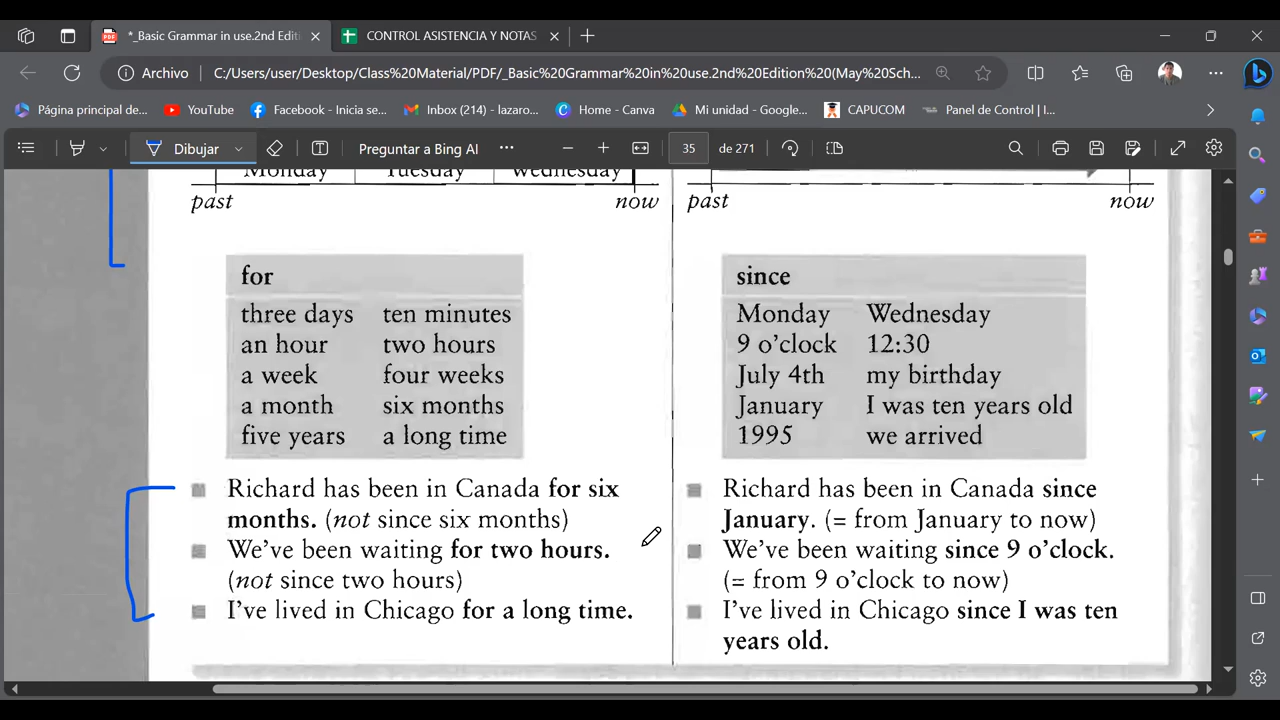 *_Basic Grammar in use.2nd Editi
CONTROL ASISTENCIA Y NOTAS
Archivo
C:/Users/user/Desktop/Class%20Material/PDF/_Basic%20Grammar%20in%20use.2nd%20Edition%20(May%20Sch...
Página principal de...
YouTube
Facebook - Inicia se...
Inbox (214) - lazaro...
Home - Canva
Mi unidad - Google...
CAPUCOM
Panel de Control | I...
Dibujar
Preguntar a Bing AI
35
de 271
Monday Tuesday Wednesday
past now
past now
for
three days ten minutes
an hour two hours
a week four weeks
a month six months
five years a long time
Richard has been in Canada for six
months. (not since six months)
We've been waiting for two hours.
(not since two hours)
I've lived in Chicago for a long time.
since
Monday Wednesday
9 o'clock 12:30
July 4th my birthday
January I was ten years old
1995 we arrived
Richard has been in Canada since
January. (= from January to now)
We've been waiting since 9 o'clock.
(= from 9 o'clock to now)
I've lived in Chicago since I was ten
years old.